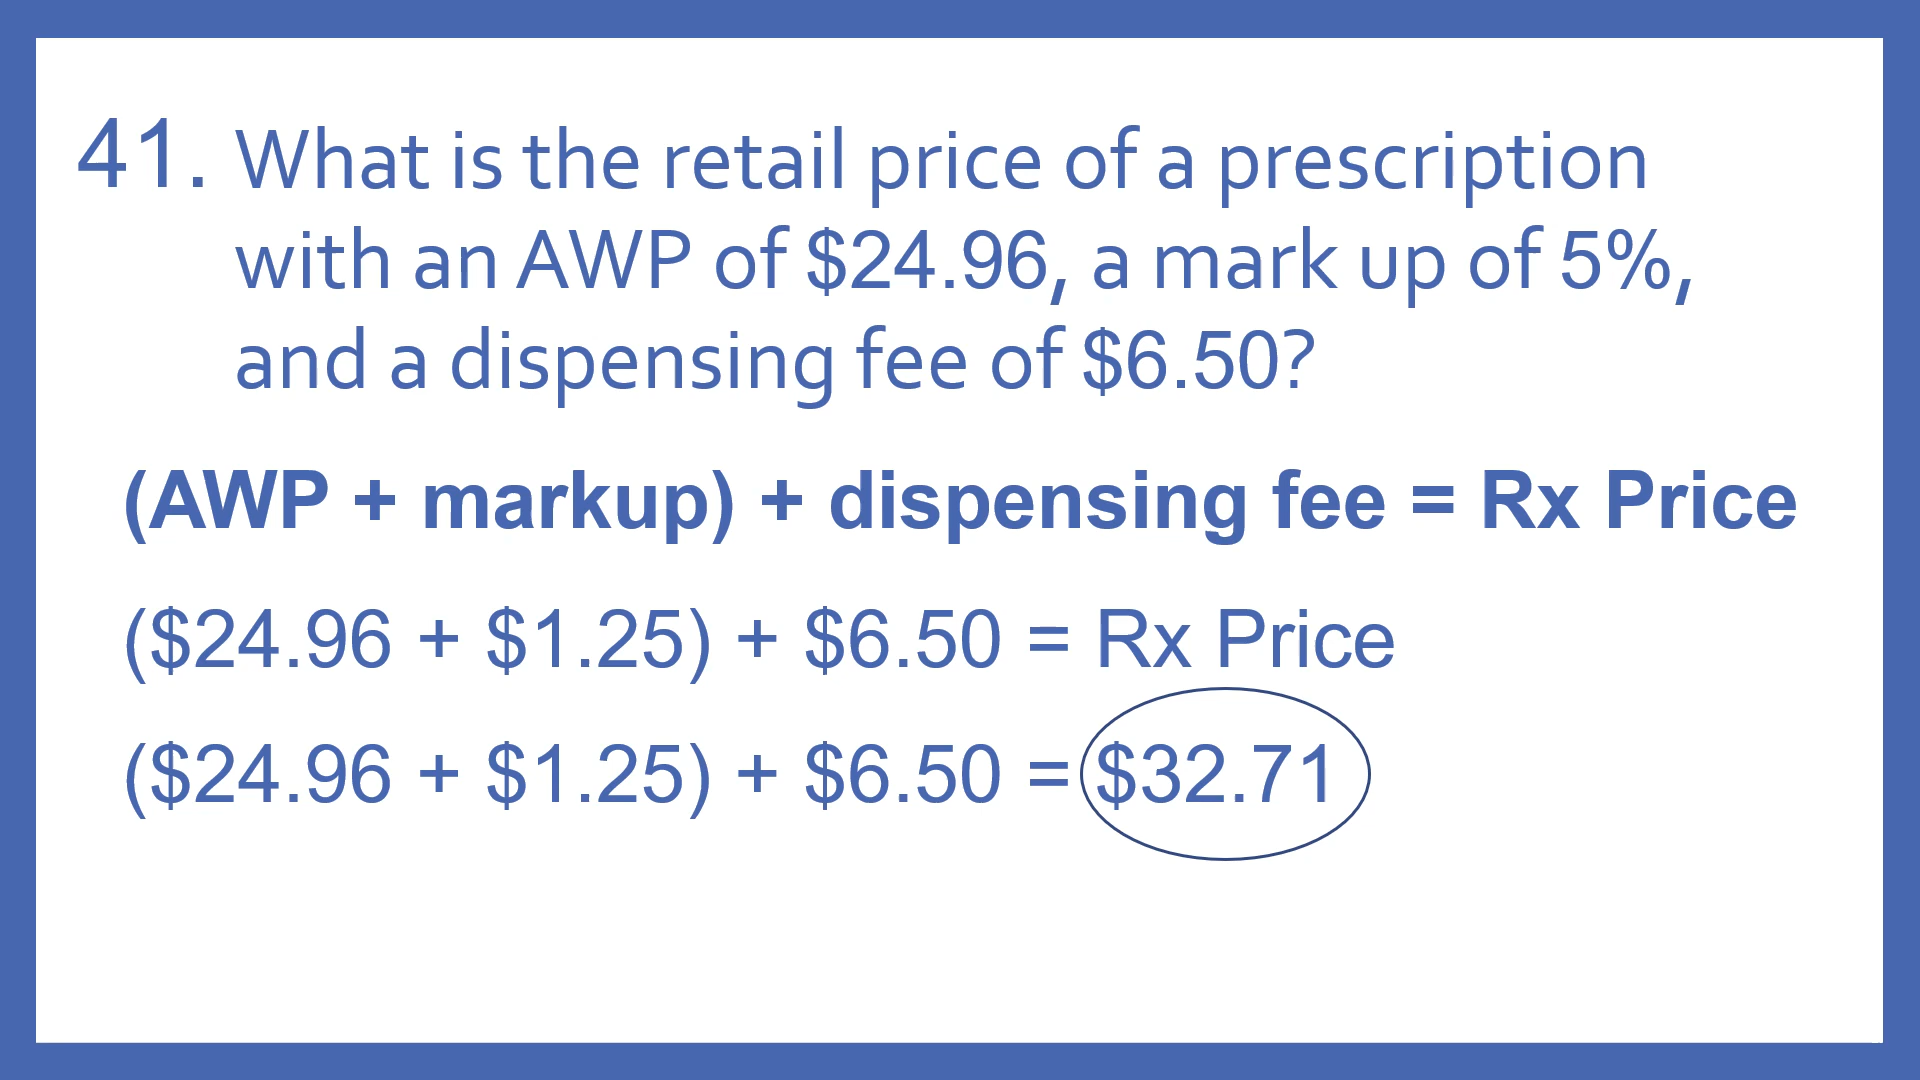 41. What is the retail price of a prescription
with an AWP of $24.96, a mark up of 5%,
and a dispensing fee of $6.50?
(AWP + markup) + dispensing fee = Rx Price
($24.96 + $1.25) + $6.50 = Rx Price
($24.96 + $1.25) + $6.50 = $32.71